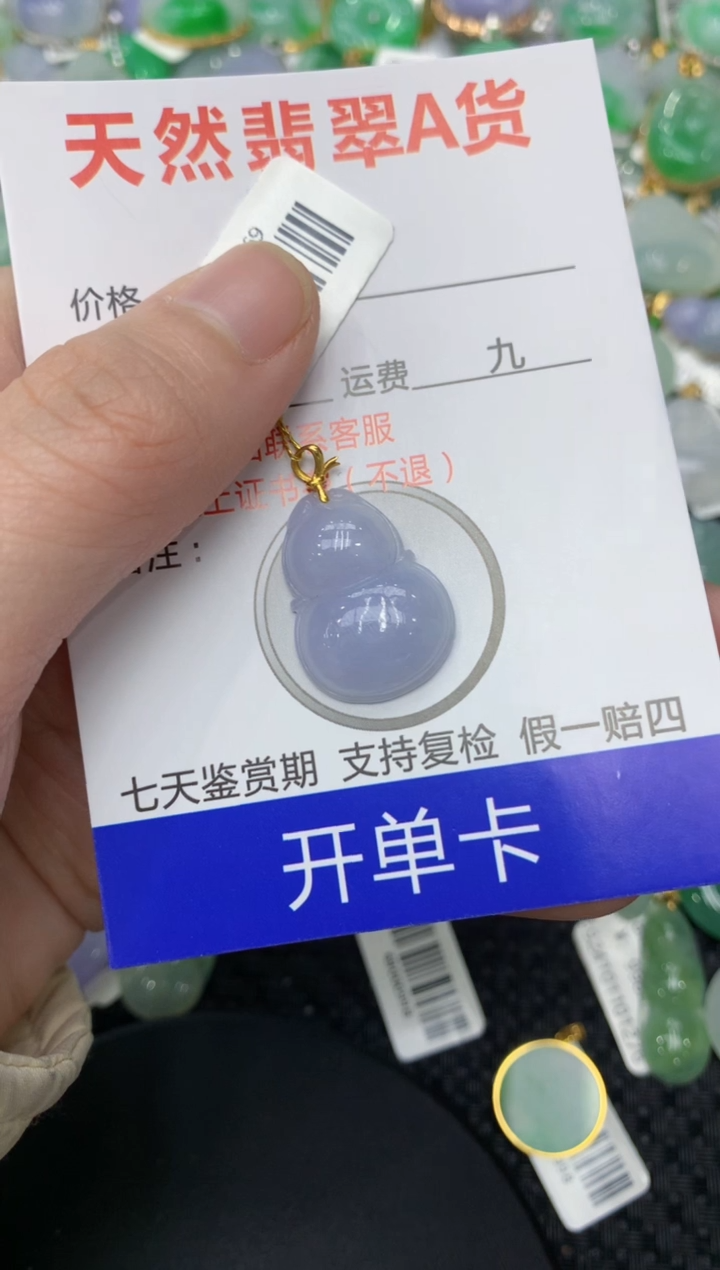 天然翡翠A货
69
价格
运费 九
联系客服
证书 (不退)
注：
七天鉴赏期 支持复检 假一赔四
开单卡